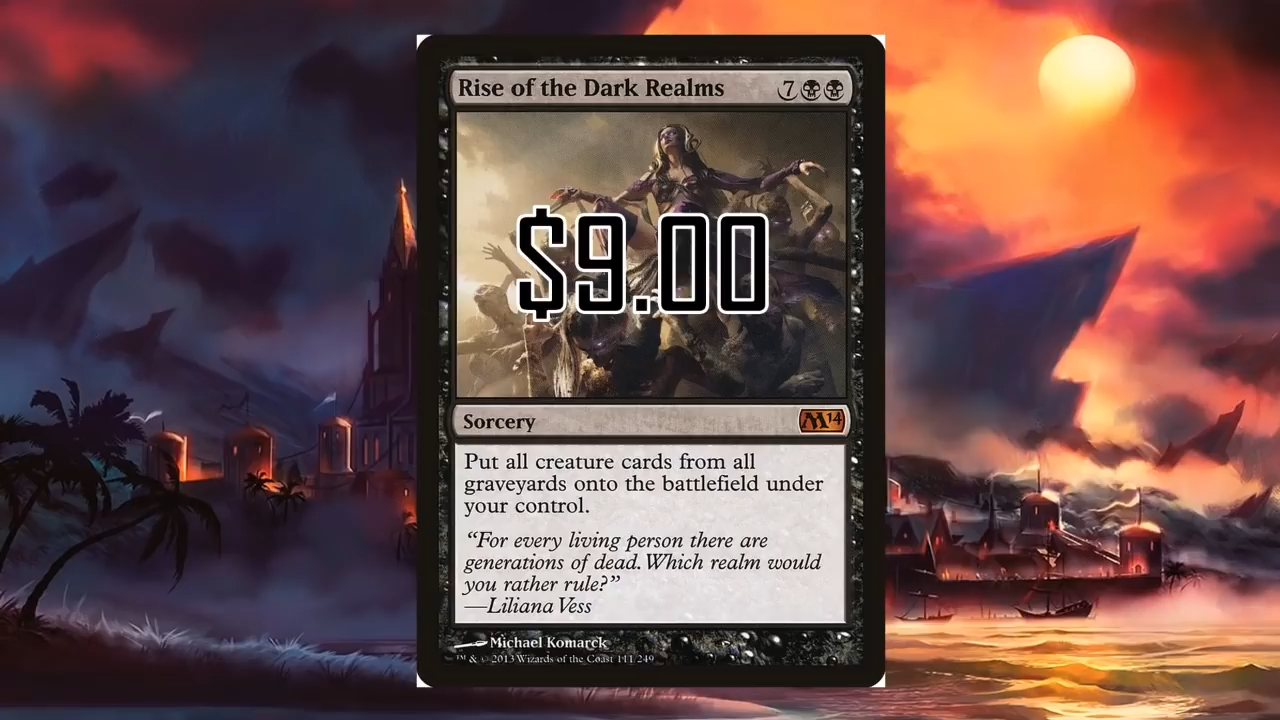 Rise of the Dark Realms 7
$9.00
Sorcery M14
Put all creature cards from all
graveyards onto the battlefield under
your control.
“For every living person there are
generations of dead. Which realm would
you rather rule?”
—Liliana Vess
Michael Komarck
™ & © 2013 Wizards of the Coast 111/249